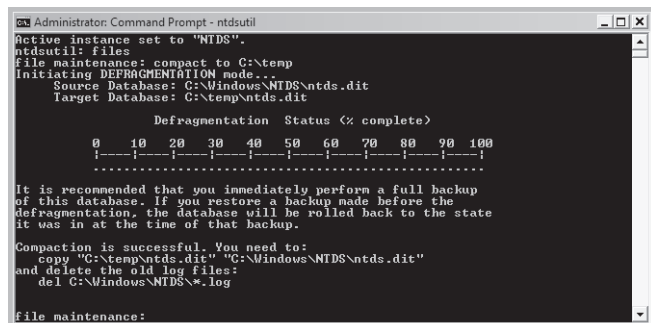 Administrator: Command Prompt - ntdsutil
Active instance set to "NTDS".
ntdsutil: files
file maintenance: compact to C:\temp
Initiating DEFRAGMENTATION mode...
Source Database: C:\Windows\NTDS\ntds.dit
Target Database: C:\temp\ntds.dit
Defragmentation Status (% complete)
0 10 20 30 40 50 60 70 80 90 100
|----|----|----|----|----|----|----|----|----|----|
...................................................
It is recommended that you immediately perform a full backup
of this database. If you restore a backup made before the
defragmentation, the database will be rolled back to the state
it was in at the time of that backup.
Compaction is successful. You need to:
copy "C:\temp\ntds.dit" "C:\Windows\NTDS\ntds.dit"
and delete the old log files:
del C:\Windows\NTDS\*.log
file maintenance: